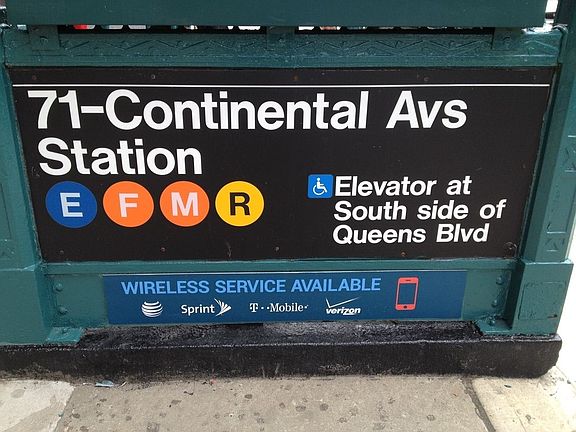 71-Continental Avs
Station
E F M R
Elevator at
South side of
Queens Blvd
WIRELESS SERVICE AVAILABLE
Sprint T··Mobile· verizon